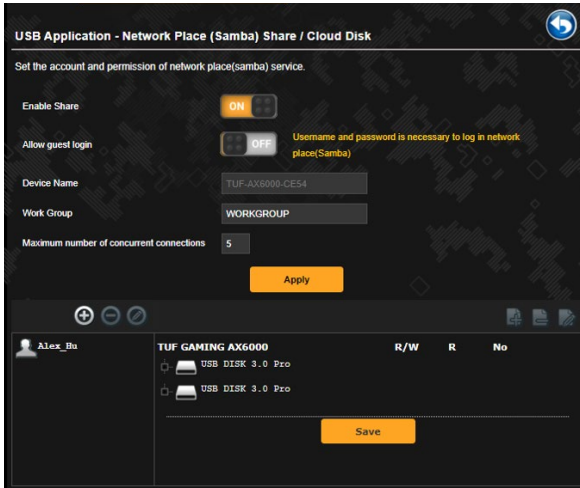 USB Application - Network Place (Samba) Share / Cloud Disk
Set the account and permission of network place(samba) service.
Enable Share
ON
Allow guest login
OFF
Username and password is necessary to log in network
place(Samba)
Device Name
TUF-AX6000-CE54
Work Group
WORKGROUP
Maximum number of concurrent connections
5
Apply
Alex_Hu
TUF GAMING AX6000 R/W R No
USB DISK 3.0 Pro
USB DISK 3.0 Pro
Save